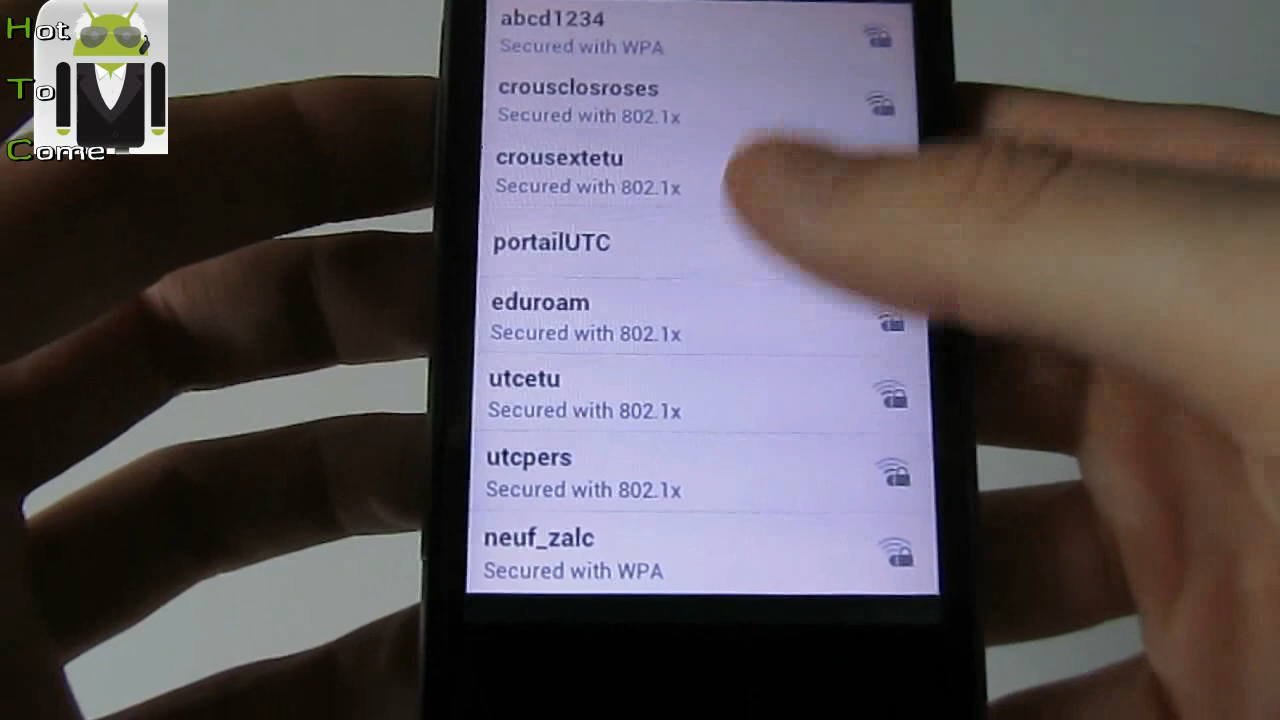 Hot
To
Come
abcd1234
Secured with WPA
crousclosroses
Secured with 802.1x
crousextetu
Secured with 802.1x
portailUTC
eduroam
Secured with 802.1x
utcetu
Secured with 802.1x
utcpers
Secured with 802.1x
neuf_zalc
Secured with WPA